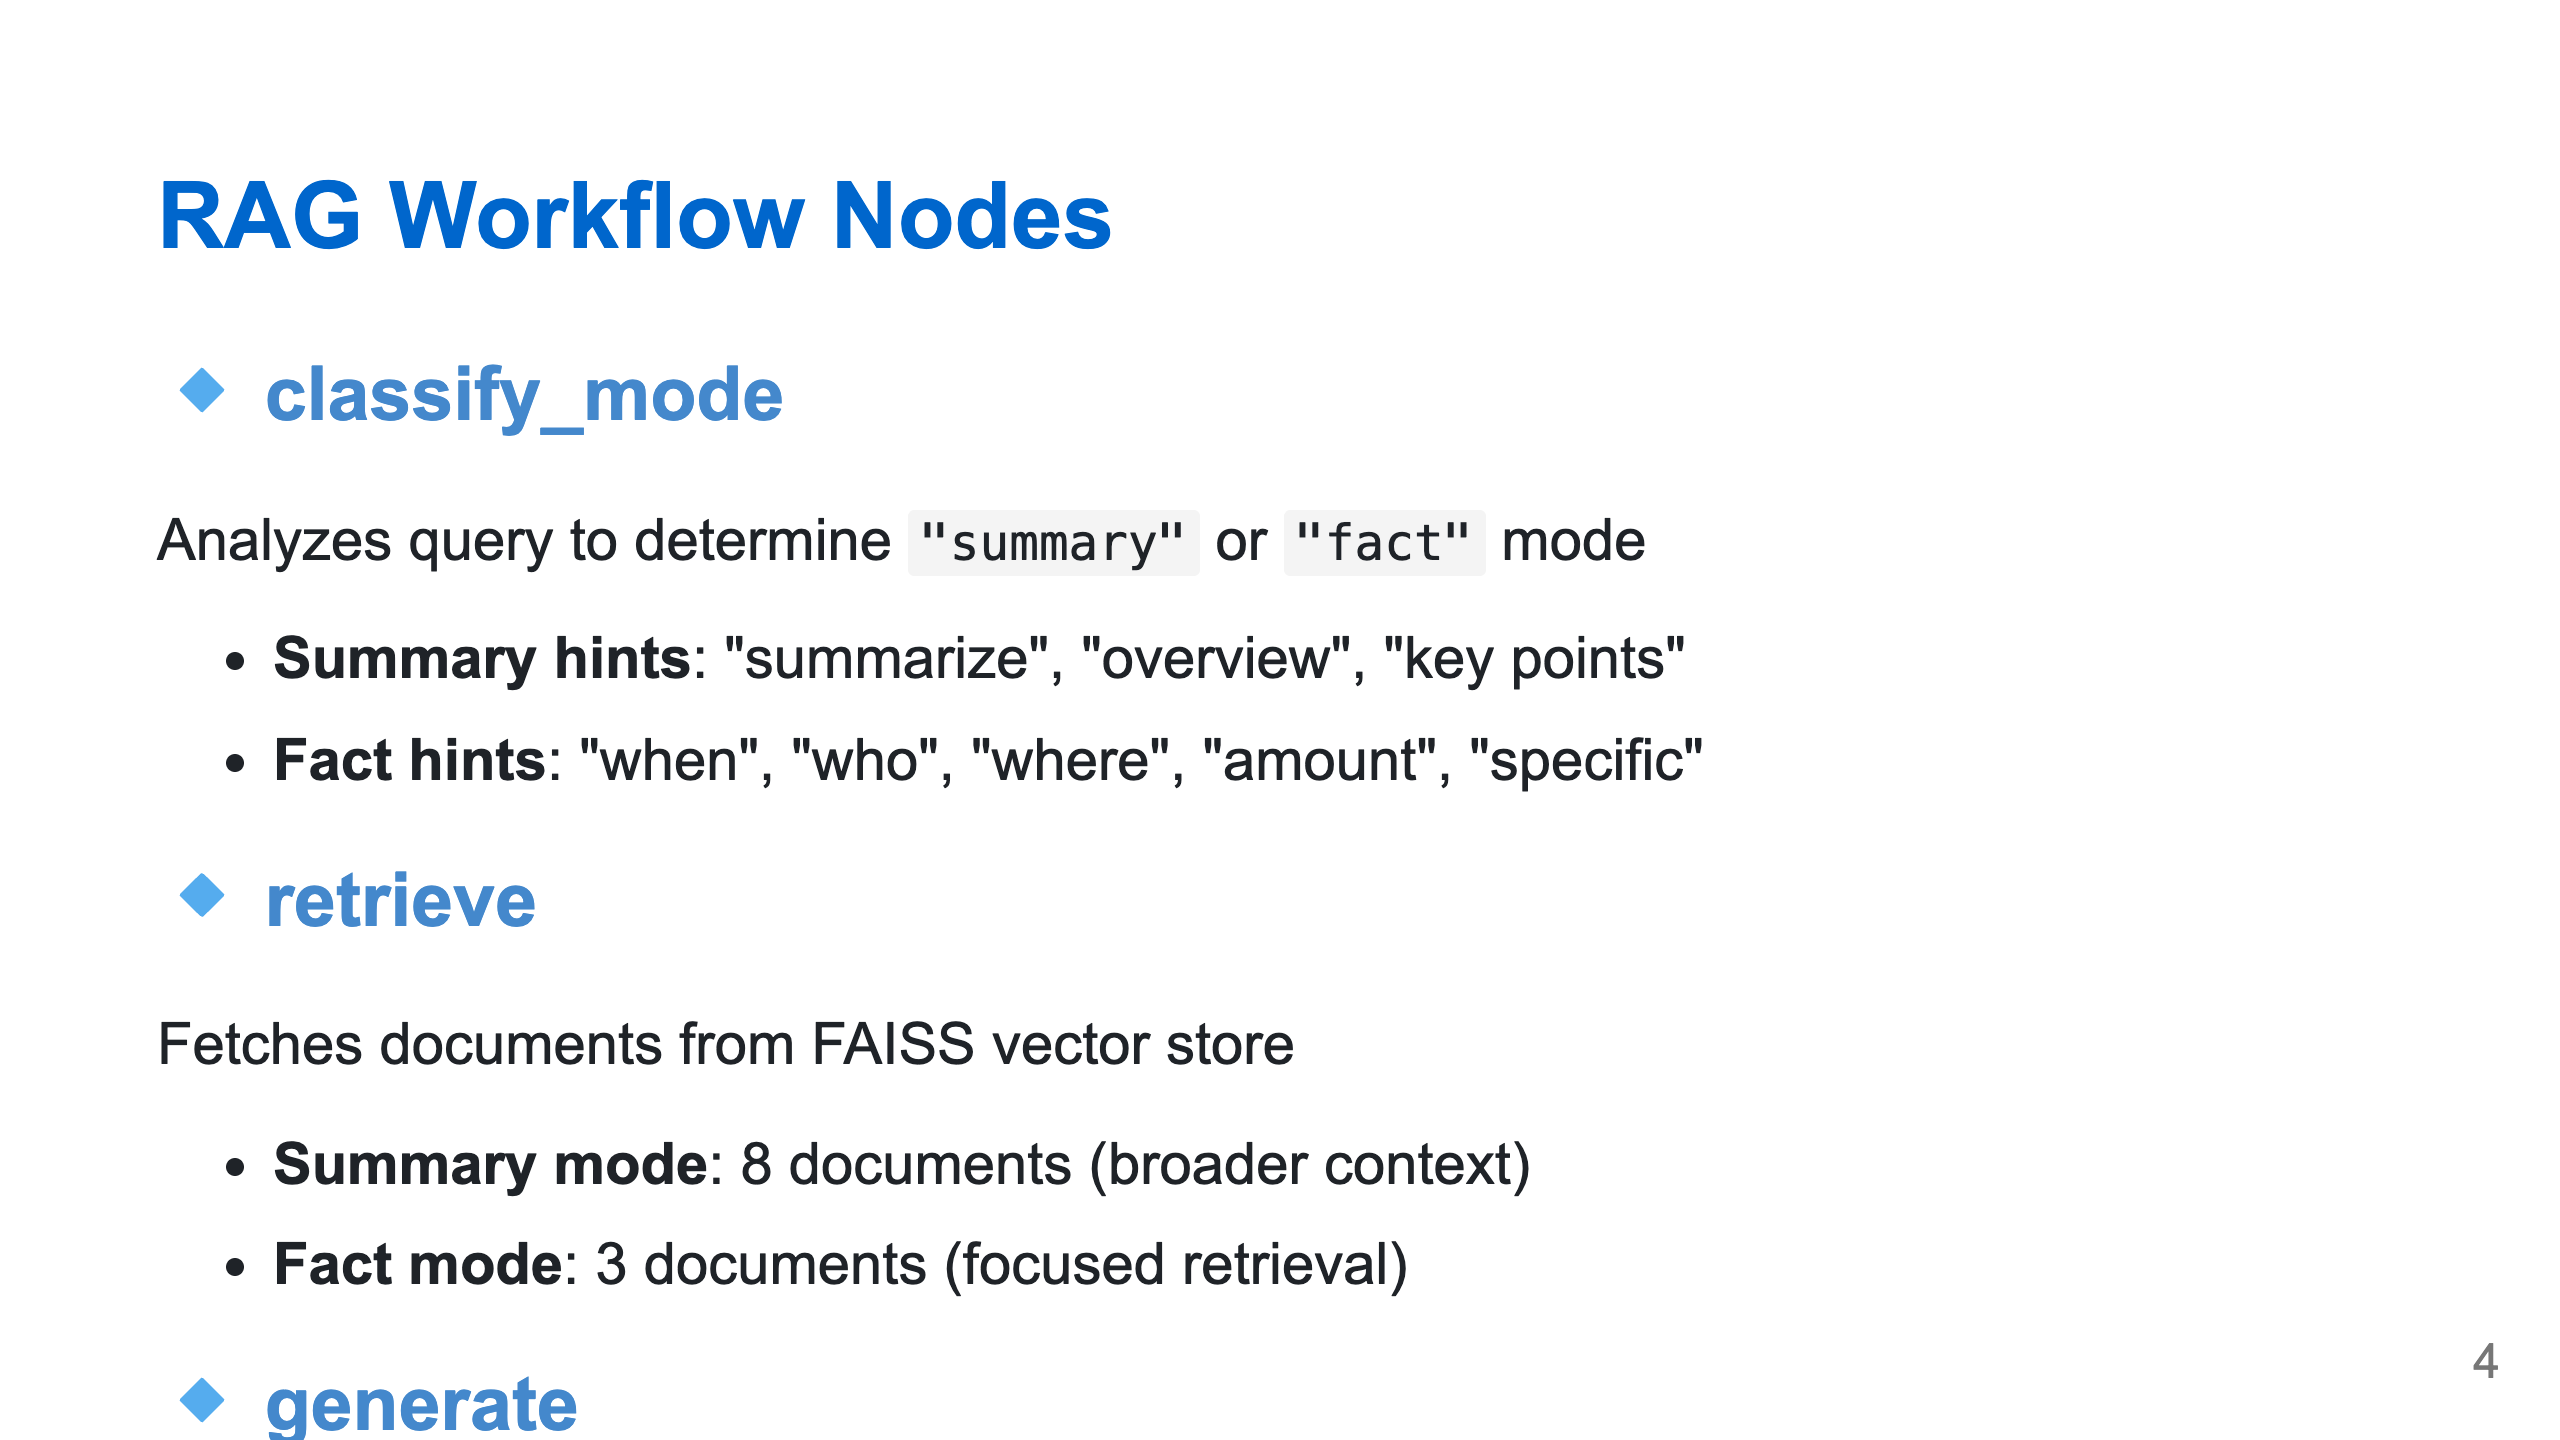 RAG Workflow Nodes
classify_mode
Analyzes query to determine "summary" or "fact" mode
• Summary hints: "summarize", "overview", "key points"
• Fact hints: "when", "who", "where", "amount", "specific"
retrieve
Fetches documents from FAISS vector store
• Summary mode: 8 documents (broader context)
• Fact mode: 3 documents (focused retrieval)
generate
4